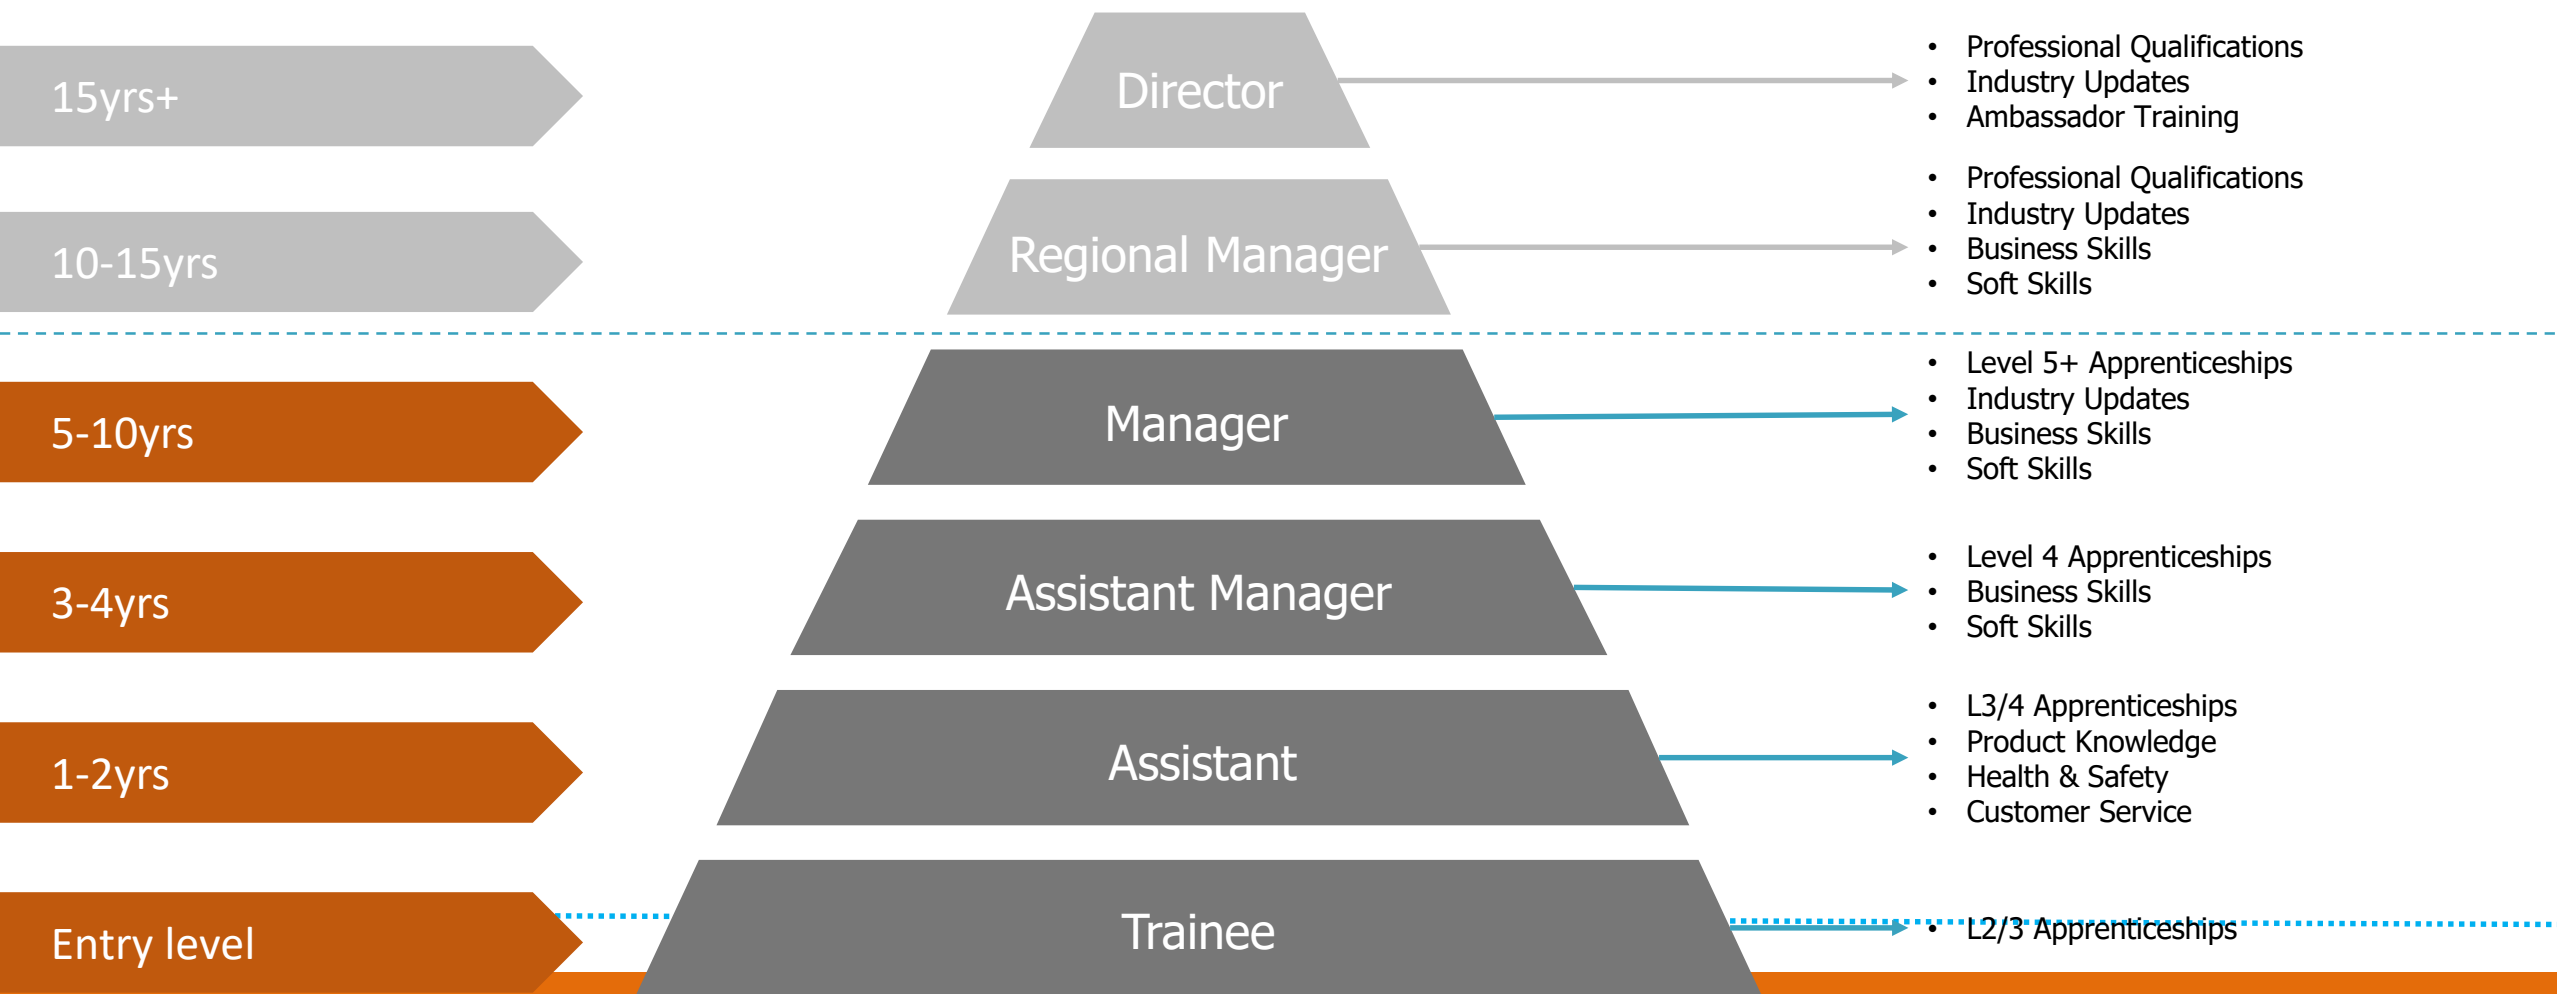 15yrs+
Director
• Professional Qualifications
• Industry Updates
• Ambassador Training
10-15yrs
Regional Manager
• Professional Qualifications
• Industry Updates
• Business Skills
• Soft Skills
5-10yrs
Manager
• Level 5+ Apprenticeships
• Industry Updates
• Business Skills
• Soft Skills
3-4yrs
Assistant Manager
• Level 4 Apprenticeships
• Business Skills
• Soft Skills
1-2yrs
Assistant
• L3/4 Apprenticeships
• Product Knowledge
• Health & Safety
• Customer Service
Entry level
Trainee
• L2/3 Apprenticeships